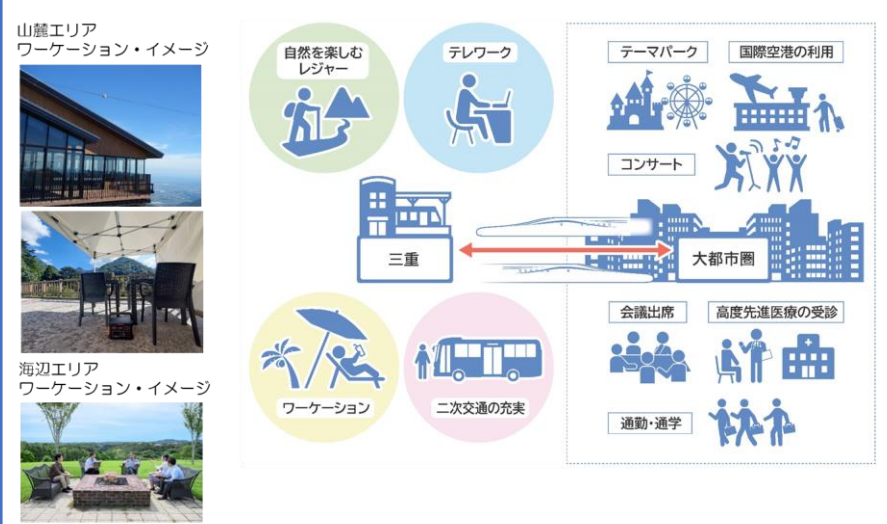 山麓エリア
ワーケーション・イメージ
海辺エリア
ワーケーション・イメージ
自然を楽しむ
レジャー
テレワーク
三重
ワーケーション
二次交通の充実
テーマパーク
国際空港の利用
コンサート
大都市圏
会議出席
高度先進医療の受診
通勤・通学